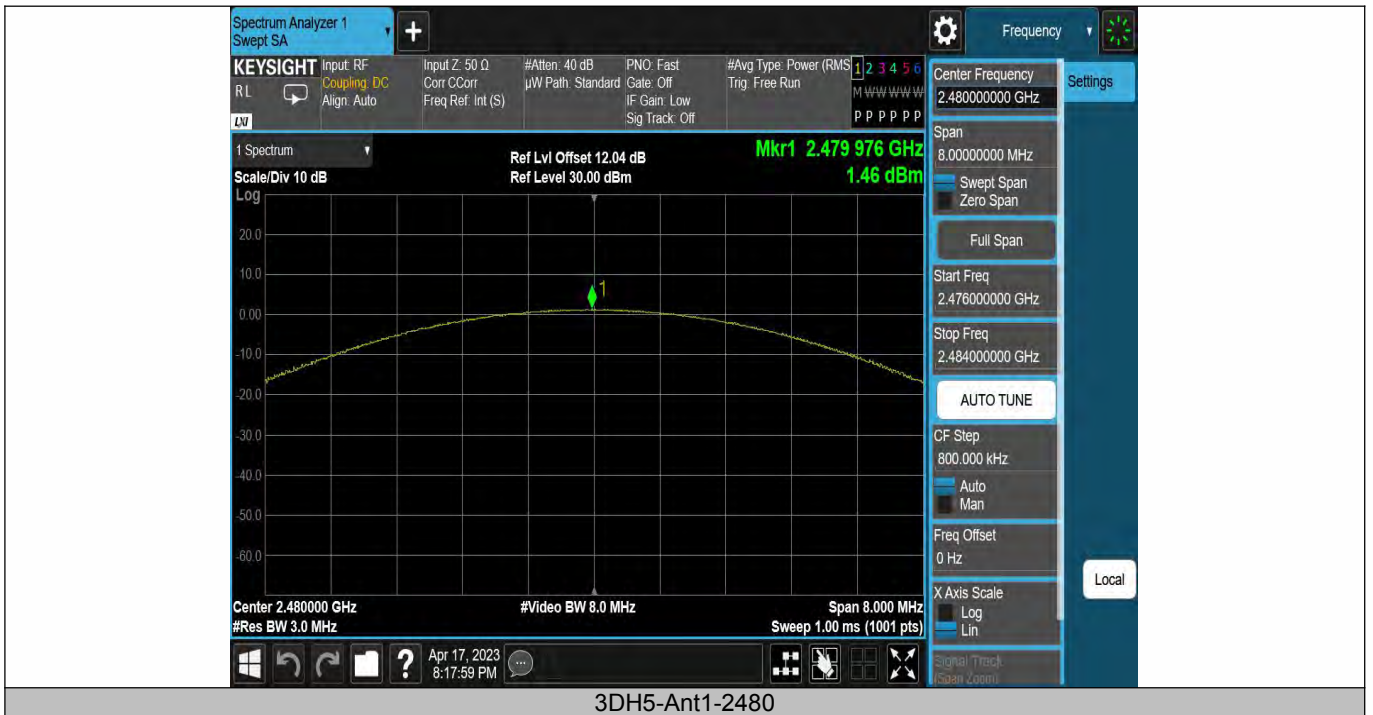 Spectrum Analyzer 1
Swept SA
+
Frequency
KEYSIGHT
RL
LXI
Input: RF
Coupling: DC
Align: Auto
Input Z: 50 Ω
Corr CCorr
Freq Ref: Int (S)
#Atten: 40 dB
µW Path: Standard
PNO: Fast
Gate: Off
IF Gain: Low
Sig Track: Off
#Avg Type: Power (RMS
Trig: Free Run
1 2 3 4 5 6
M W W W W W
P P P P P P
1 Spectrum
Scale/Div 10 dB
Ref Lvl Offset 12.04 dB
Ref Level 30.00 dBm
Mkr1 2.479 976 GHz
1.46 dBm
Log
20.0
10.0
1
0.00
-10.0
-20.0
-30.0
-40.0
-50.0
-60.0
Center 2.480000 GHz
#Video BW 8.0 MHz
Span 8.000 MHz
#Res BW 3.0 MHz
Sweep 1.00 ms (1001 pts)
Center Frequency
2.480000000 GHz
Settings
Span
8.00000000 MHz
Swept Span
Zero Span
Full Span
Start Freq
2.476000000 GHz
Stop Freq
2.484000000 GHz
AUTO TUNE
CF Step
800.000 kHz
Auto
Man
Freq Offset
0 Hz
Local
X Axis Scale
Log
Lin
Signal Track
(Span Zoom)
?
Apr 17, 2023
8:17:59 PM
3DH5-Ant1-2480